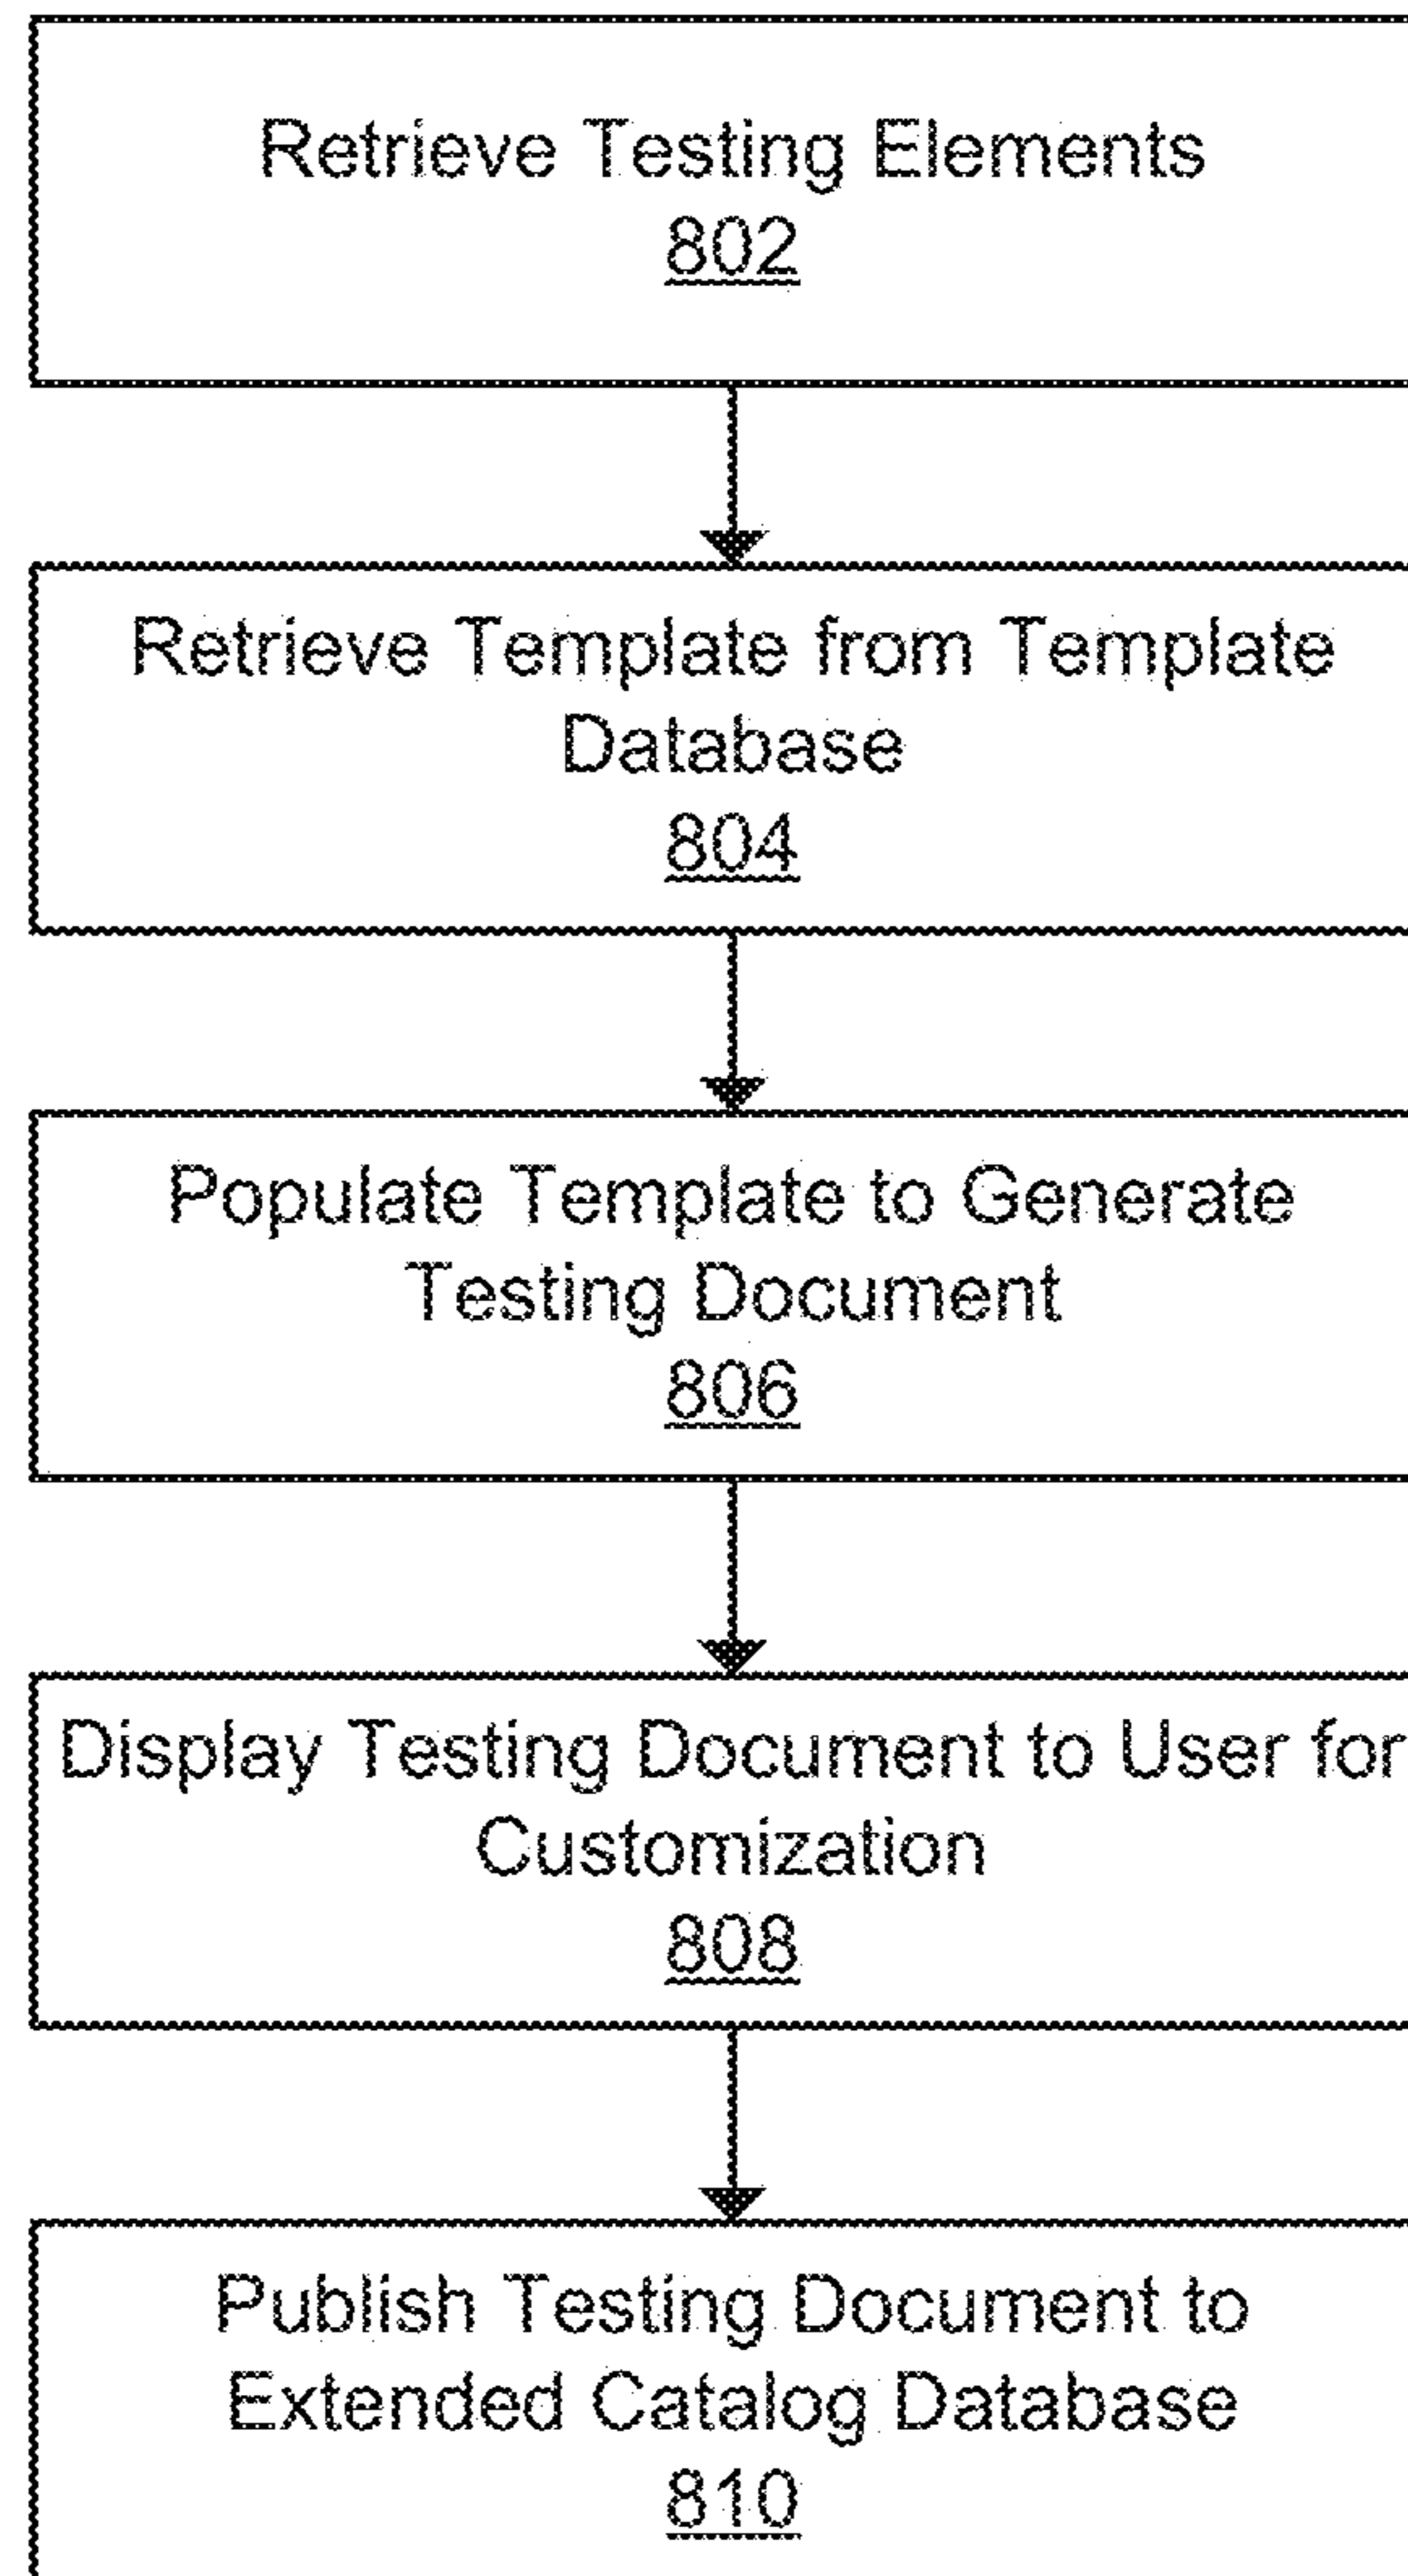 Retrieve Testing Elements
802
Retrieve Template from Template
Database
804
Populate Template to Generate
Testing Document
806
Display Testing Document to User for
Customization
808
Publish Testing Document to
Extended Catalog Database
810